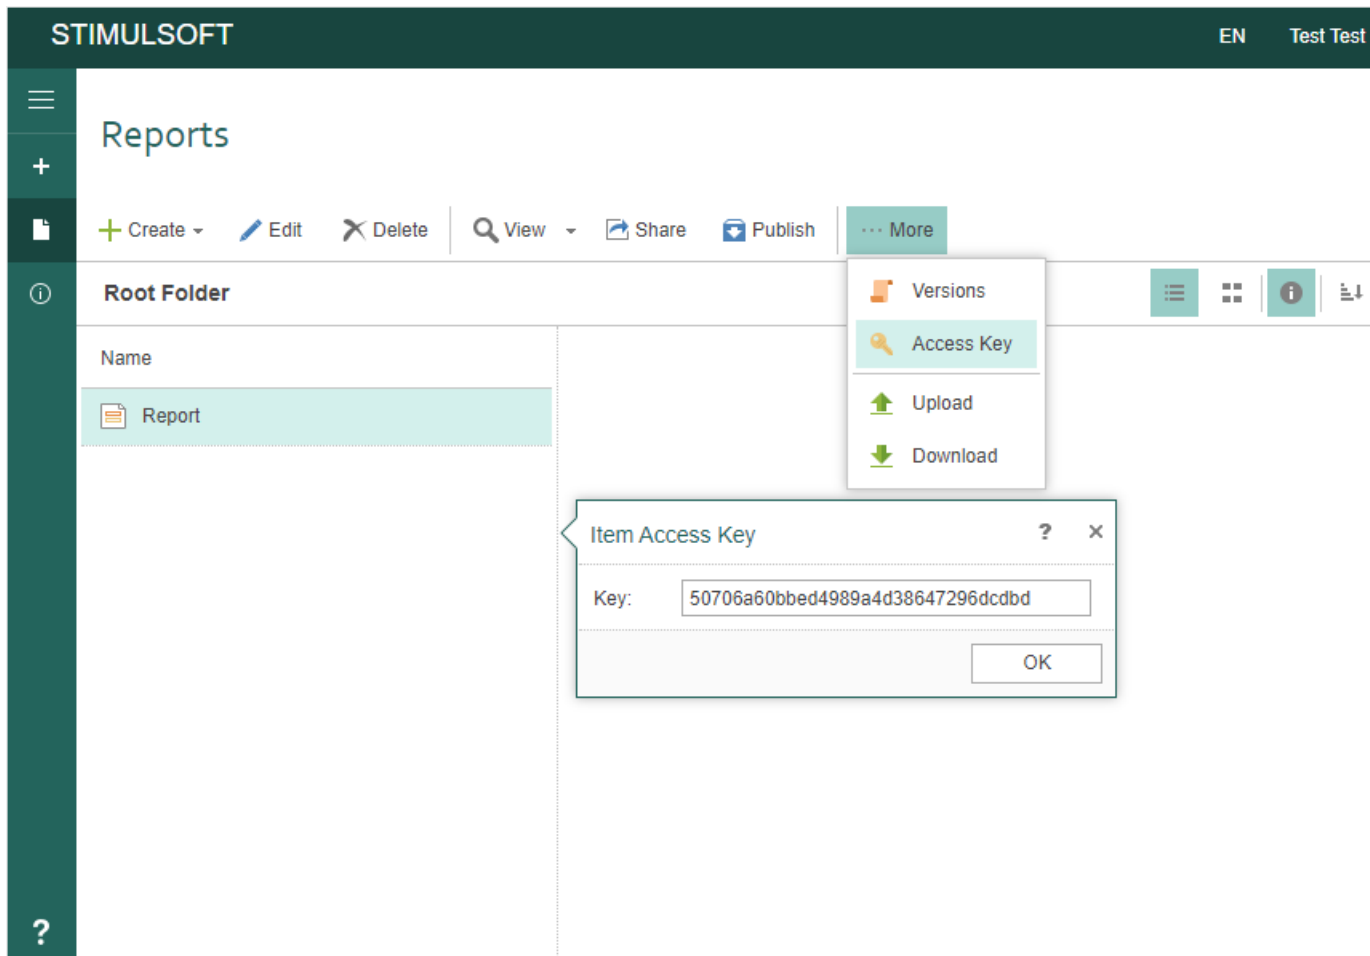 STIMULSOFT
EN Test Test
Reports
Create Edit Delete View Share Publish ··· More
Root Folder
Versions
Access Key
Name
Upload
Report
Download
Item Access Key ? ×
Key: 50706a60bbed4989a4d38647296dcdbd
OK
?